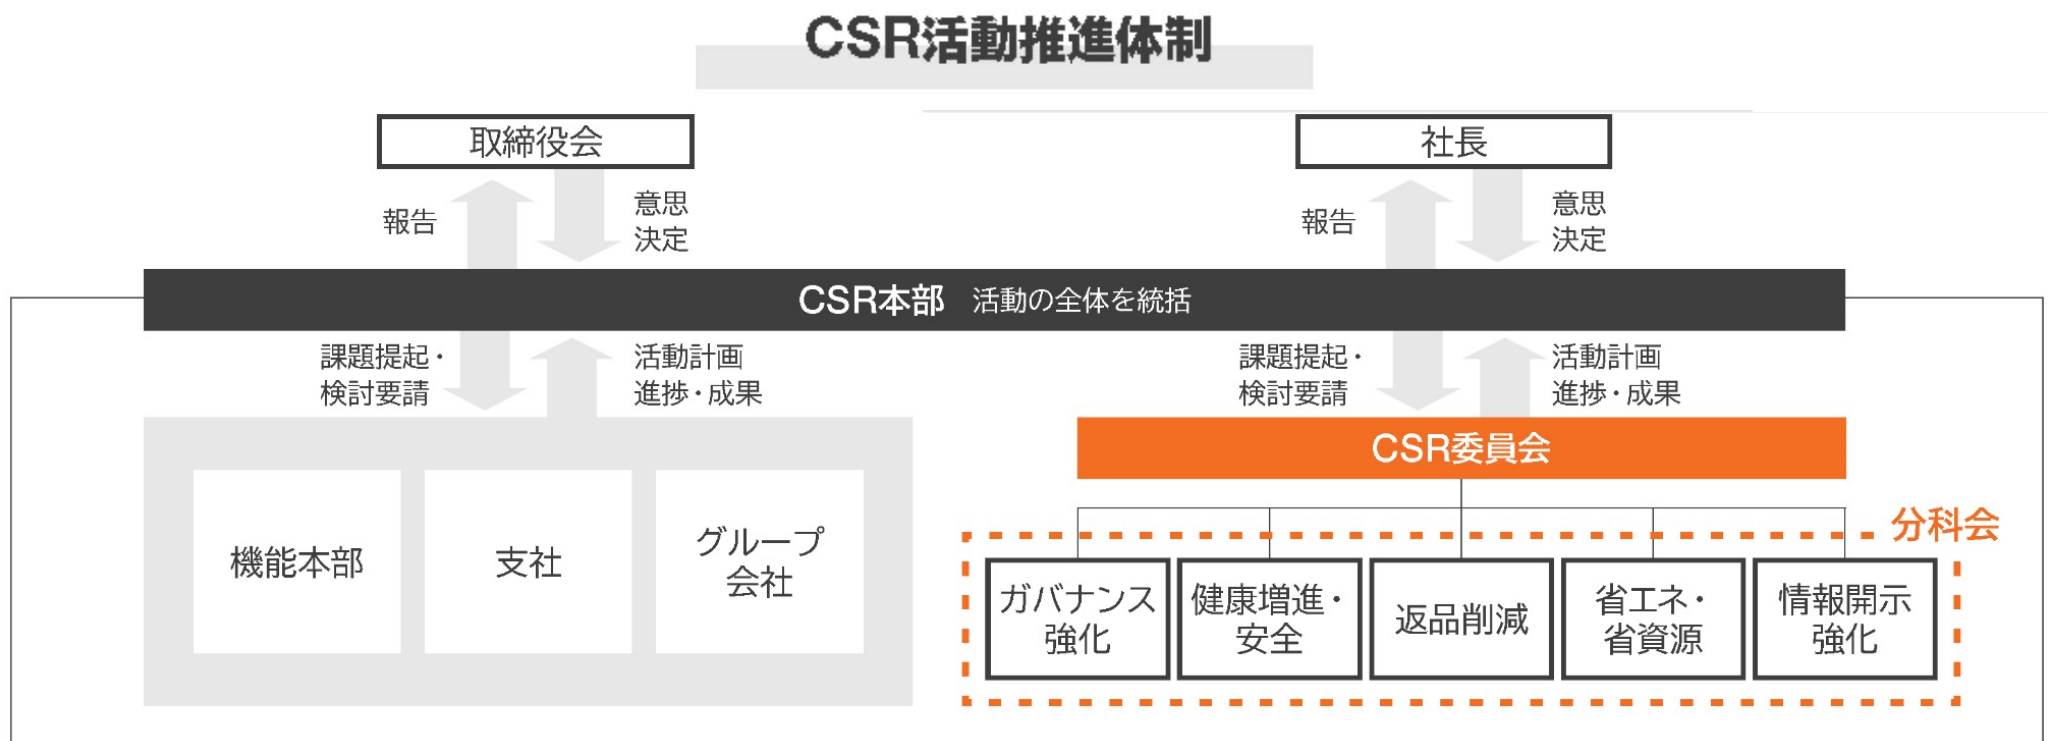 CSR活動推進体制
取締役会
社長
報告
意思
決定
報告
意思
決定
CSR本部 活動の全体を統括
課題提起・
検討要請
活動計画
進捗・成果
課題提起・
検討要請
活動計画
進捗・成果
機能本部
支社
グループ
会社
CSR委員会
分科会
ガバナンス
強化
健康増進・
安全
返品削減
省エネ・
省資源
情報開示
強化